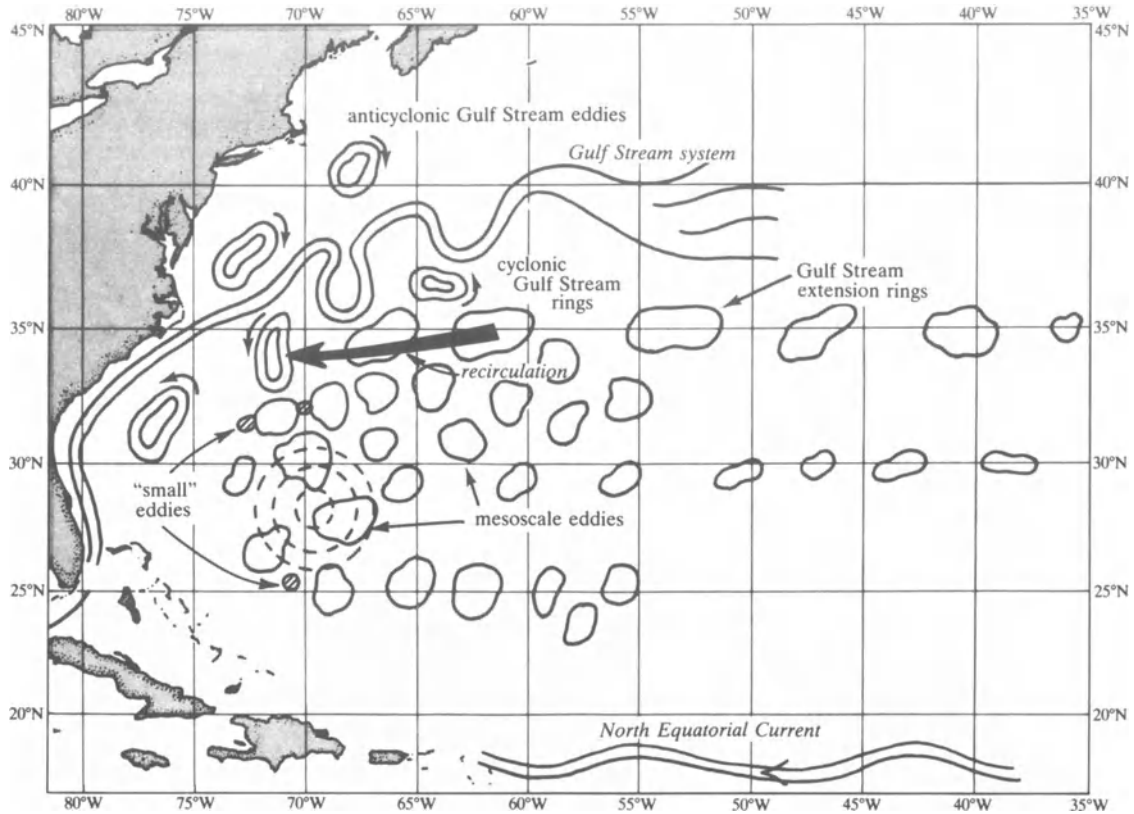 80°W 75°W 70°W 65°W 60°W 55°W 50°W 45°W 40°W 35°W
45°N 45°N
anticyclonic Gulf Stream eddies
Gulf Stream system
40°N 40°N
cyclonic
Gulf Stream
rings
Gulf Stream
extension rings
35°N 35°N
recirculation
30°N 30°N
"small"
eddies
mesoscale eddies
25°N 25°N
20°N 20°N
North Equatorial Current
80°W 75°W 70°W 65°W 60°W 55°W 50°W 45°W 40°W 35°W